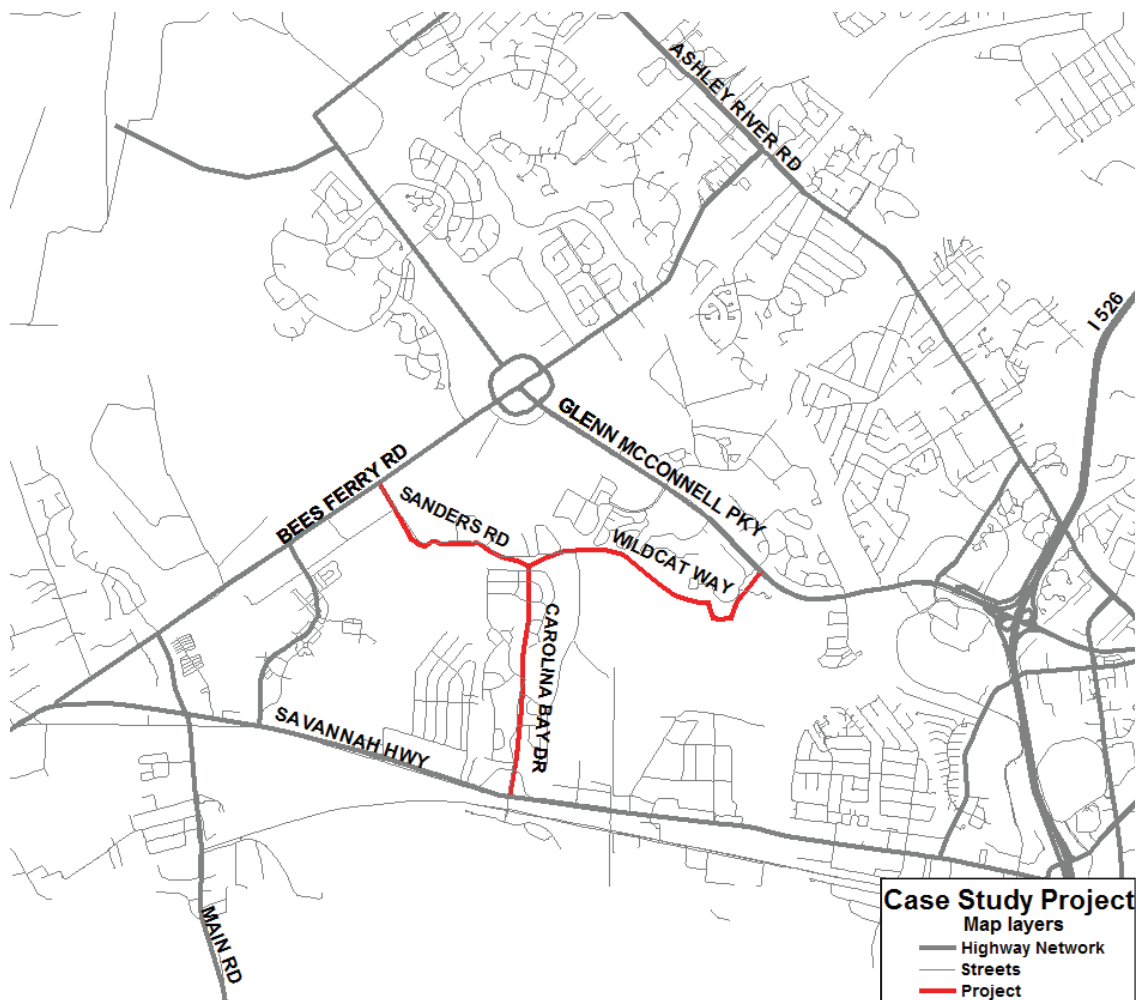 ASHLEY RIVER RD
I 526
GLENN MCCONNELL PKY
BEES FERRY RD
SANDERS RD
WILDCAT WAY
CAROLINA BAY DR
SAVANNAH HWY
MAIN RD
Case Study Project
Map layers
Highway Network
Streets
Project